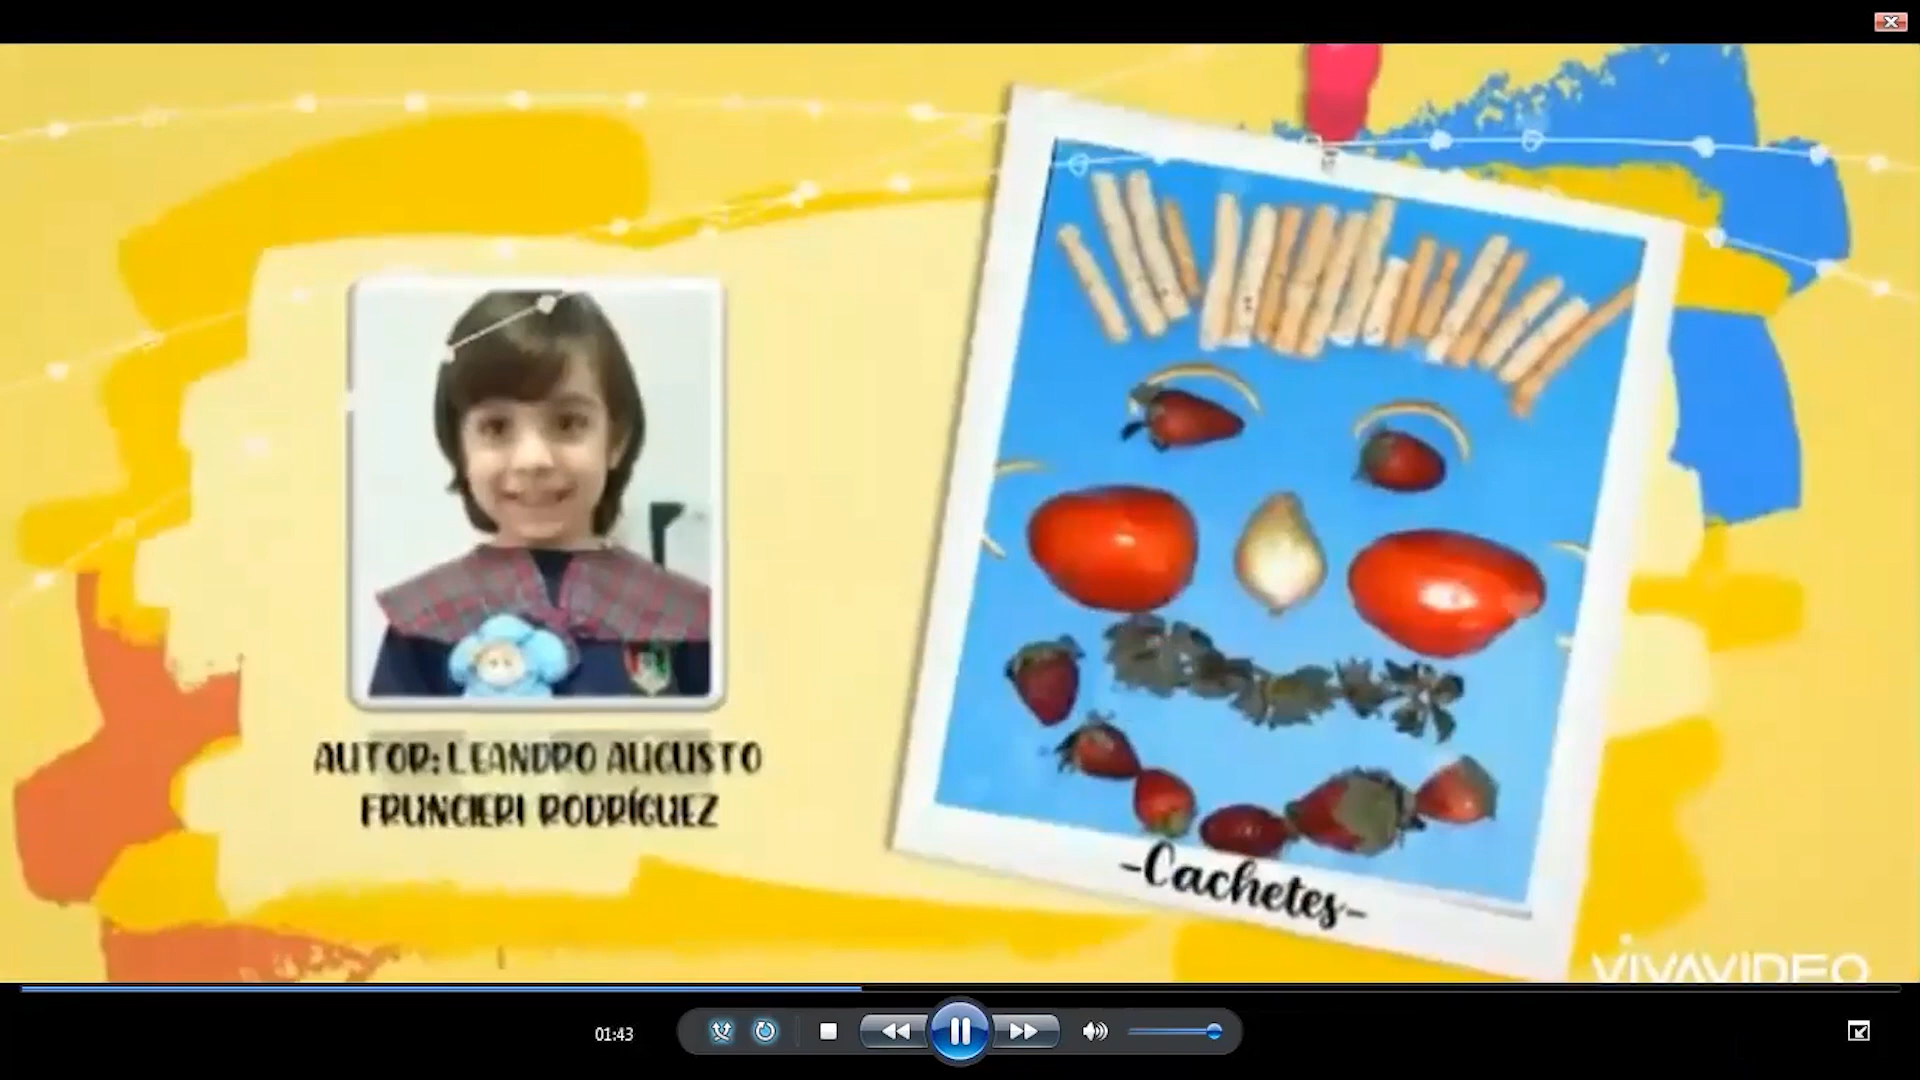 AUTOR: LEANDRO AUGUSTO
FRUNCIERI RODRÍGUEZ
-Cachetes-
VIVAVIDEO
01:43